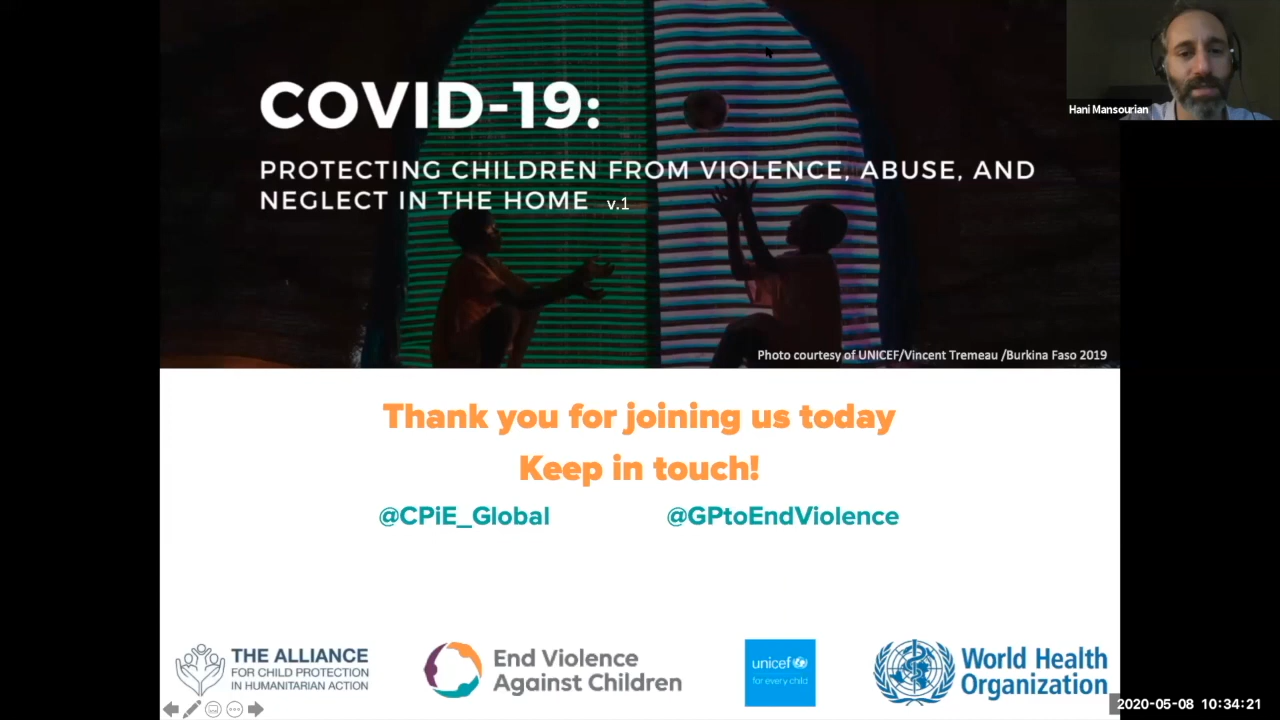 COVID-19:
Hani Mansourian
PROTECTING CHILDREN FROM VIOLENCE, ABUSE, AND
NEGLECT IN THE HOME v.1
Photo courtesy of UNICEF/Vincent Tremeau /Burkina Faso 2019
Thank you for joining us today
Keep in touch!
@CPiE_Global @GPtoEndViolence
THE ALLIANCE
FOR CHILD PROTECTION
IN HUMANITARIAN ACTION
End Violence
Against Children
unicef
for every child
World Health
Organization
2020-05-08 10:34:21